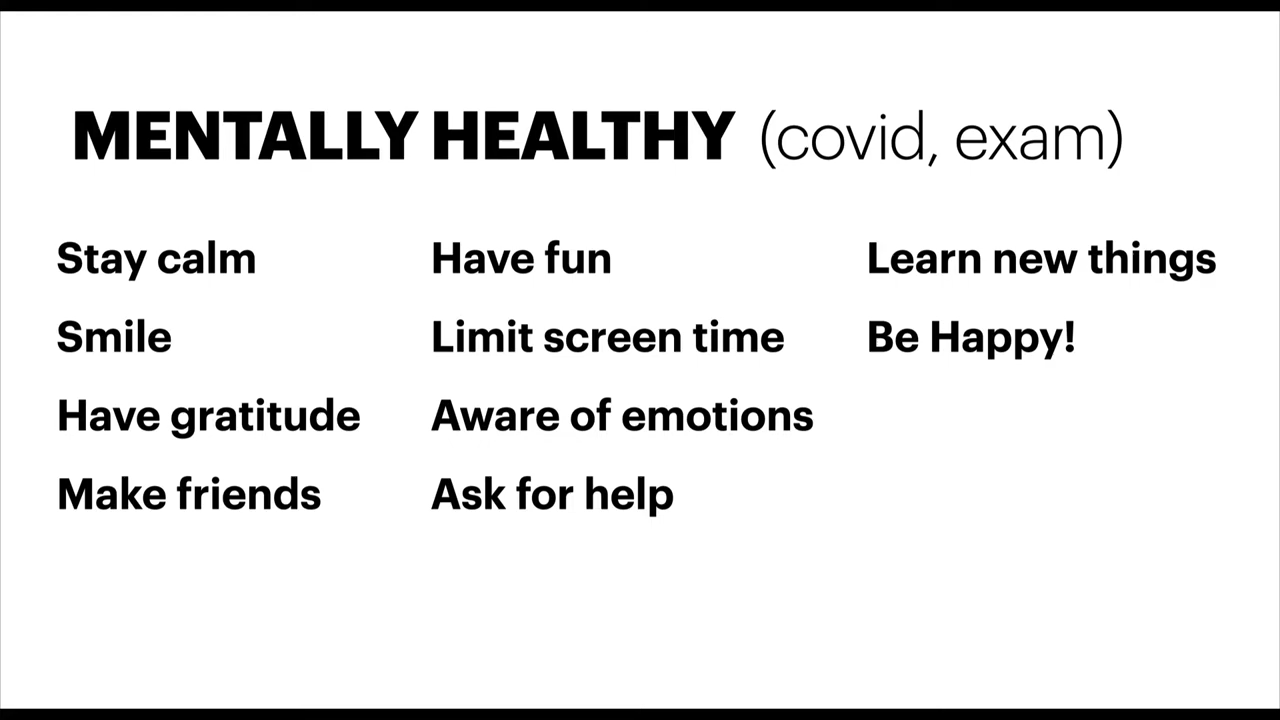 MENTALLY HEALTHY (covid, exam)
Stay calm
Smile
Have gratitude
Make friends
Have fun
Limit screen time
Aware of emotions
Ask for help
Learn new things
Be Happy!